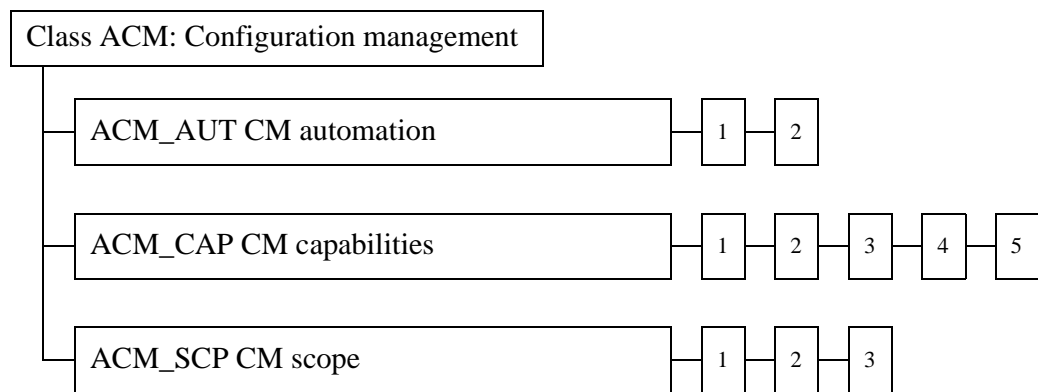 Class ACM: Configuration management
ACM_AUT CM automation 1 2
ACM_CAP CM capabilities 1 2 3 4 5
ACM_SCP CM scope 1 2 3